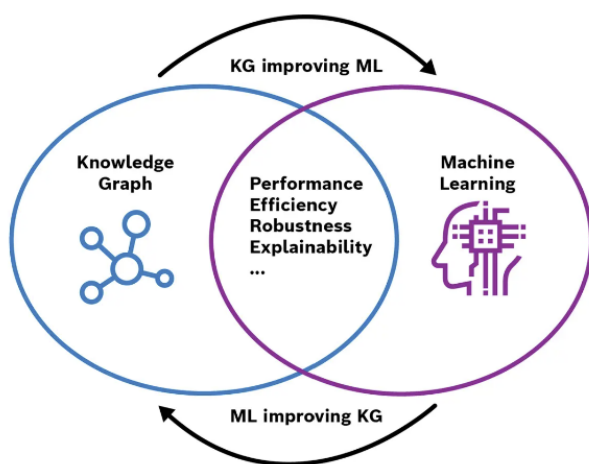 KG improving ML
Knowledge
Graph
Machine
Learning
Performance
Efficiency
Robustness
Explainability
...
ML improving KG